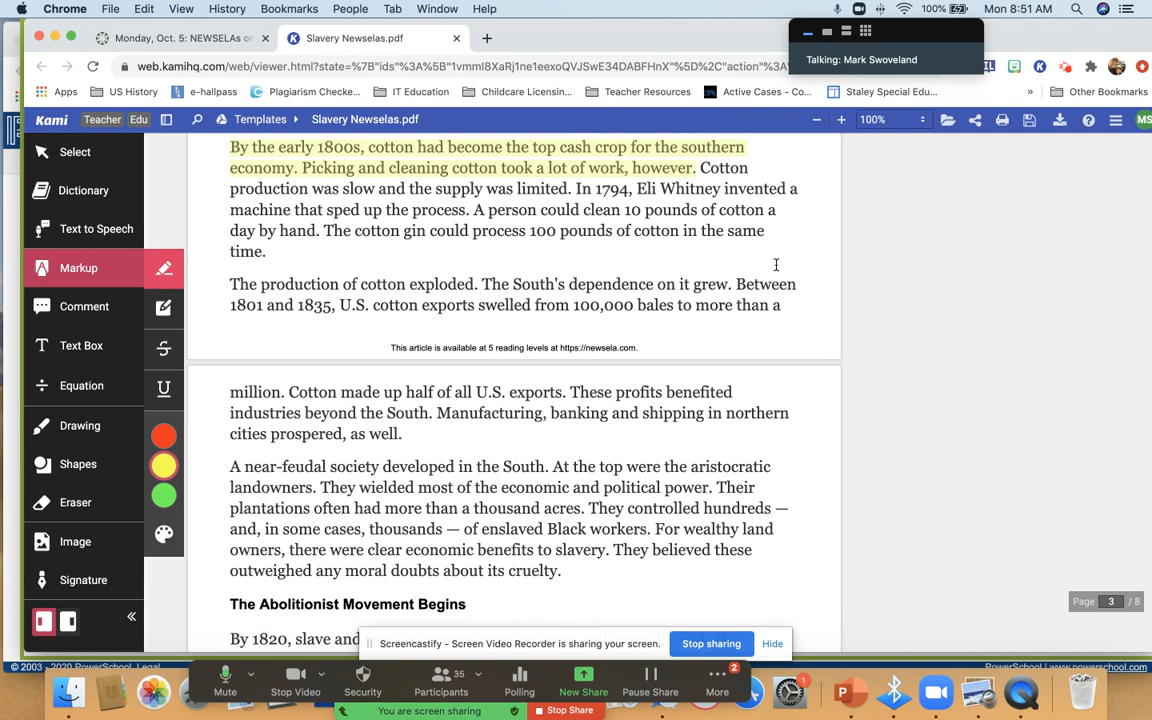 Chrome File Edit View History Bookmarks People Tab Window Help 100% Mon 8:51 AM
Monday, Oct. 5: NEWSELAs on Slavery Newselas.pdf
Talking: Mark Swoveland
web.kamihq.com/web/viewer.html?state=%7B"ids"%3A%5B"1vmmI8XaRj1ne1eexoQVJSwE34DABFHnX"%5D%2C"action"%3A
Apps US History e-hallpass Plagiarism Checke... IT Education Childcare Licensin... Teacher Resources Active Cases - Co... Staley Special Edu... » Other Bookmarks
Kami Teacher Edu Templates Slavery Newselas.pdf 100% MS
Select
Dictionary
Text to Speech
Markup
Comment
Text Box
Equation
Drawing
Shapes
Eraser
Image
Signature
By the early 1800s, cotton had become the top cash crop for the southern
economy. Picking and cleaning cotton took a lot of work, however. Cotton
production was slow and the supply was limited. In 1794, Eli Whitney invented a
machine that sped up the process. A person could clean 10 pounds of cotton a
day by hand. The cotton gin could process 100 pounds of cotton in the same
time.
The production of cotton exploded. The South's dependence on it grew. Between
1801 and 1835, U.S. cotton exports swelled from 100,000 bales to more than a
This article is available at 5 reading levels at https://newsela.com.
million. Cotton made up half of all U.S. exports. These profits benefited
industries beyond the South. Manufacturing, banking and shipping in northern
cities prospered, as well.
A near-feudal society developed in the South. At the top were the aristocratic
landowners. They wielded most of the economic and political power. Their
plantations often had more than a thousand acres. They controlled hundreds —
and, in some cases, thousands — of enslaved Black workers. For wealthy land
owners, there were clear economic benefits to slavery. They believed these
outweighed any moral doubts about its cruelty.
The Abolitionist Movement Begins
By 1820, slave and
Page 3 / 8
Screencastify - Screen Video Recorder is sharing your screen. Stop sharing Hide
© 2003 - 2020 PowerSchool, Legal PowerSchool | www.powerschool.com
35 2
Mute Stop Video Security Participants Polling New Share Pause Share More
1
You are screen sharing Stop Share